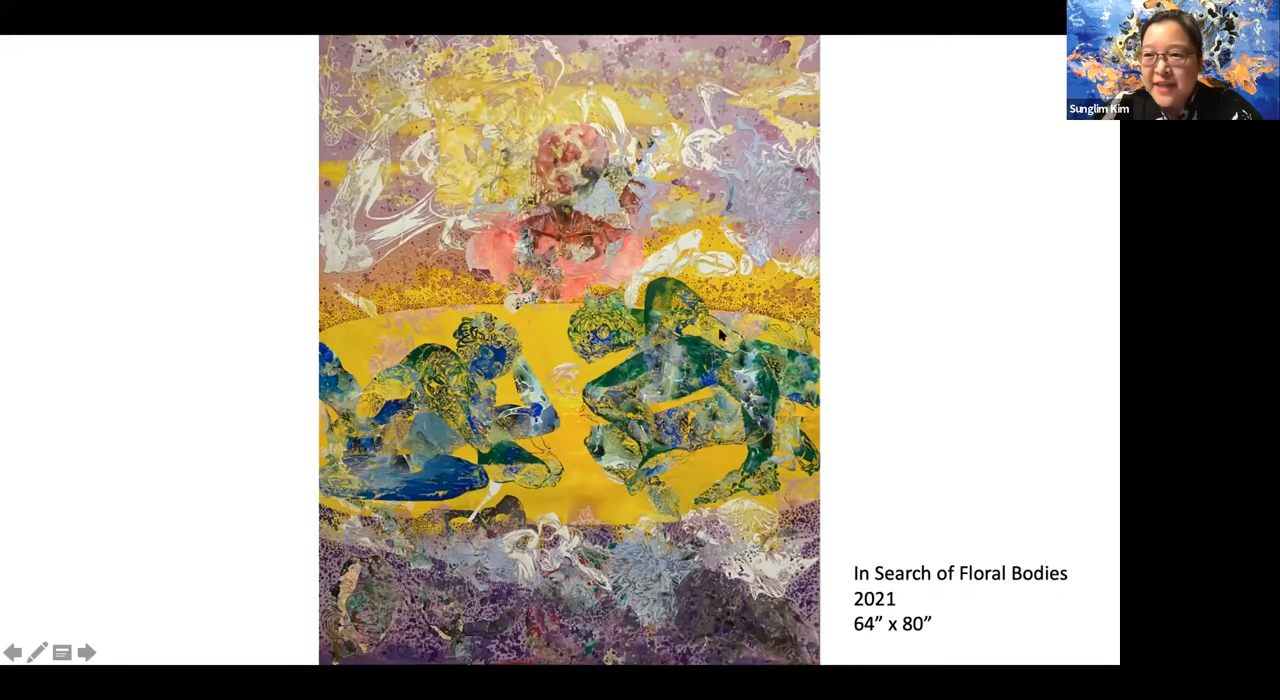 Sunglim Kim
In Search of Floral Bodies
2021
64” x 80”